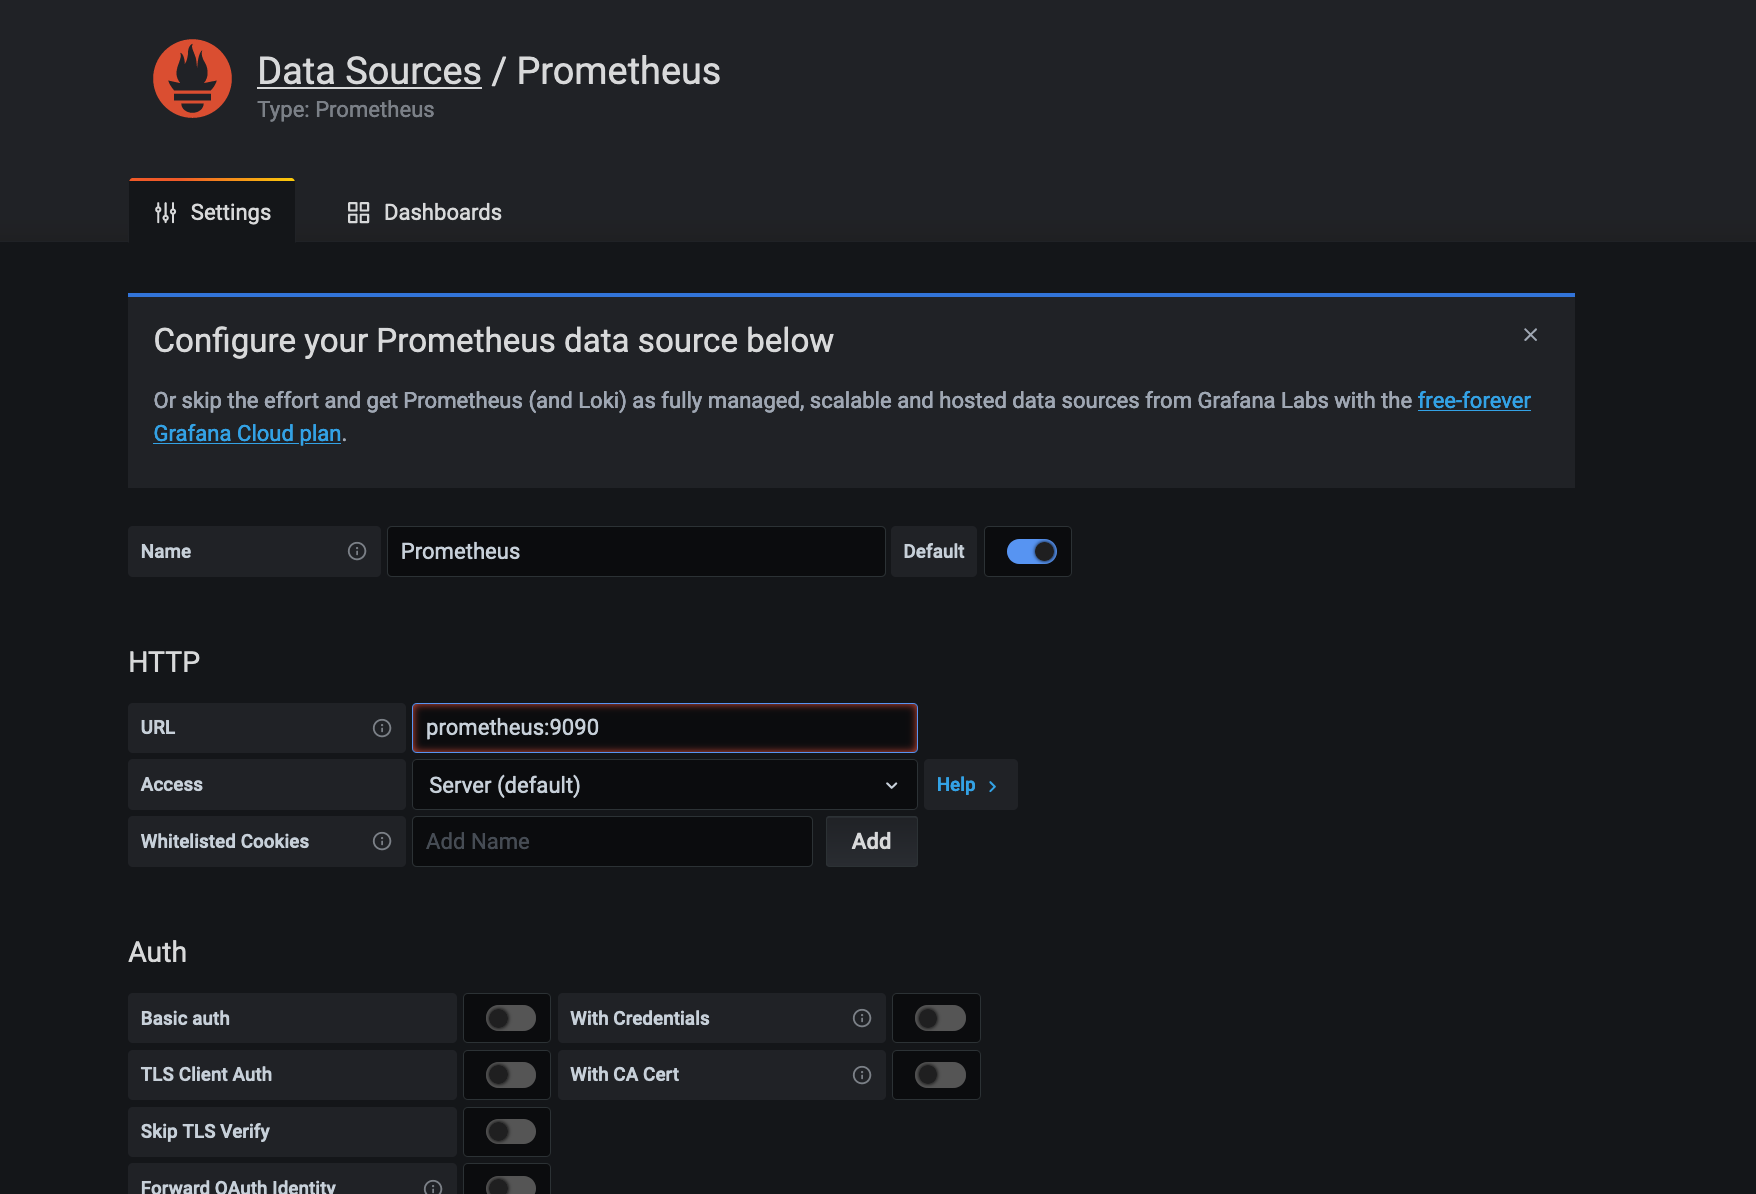 Data Sources / Prometheus
Type: Prometheus
Settings
Dashboards
Configure your Prometheus data source below
Or skip the effort and get Prometheus (and Loki) as fully managed, scalable and hosted data sources from Grafana Labs with the free-forever
Grafana Cloud plan.
Name
Prometheus
Default
HTTP
URL
prometheus:9090
Access
Server (default)
Help
Whitelisted Cookies
Add Name
Add
Auth
Basic auth
With Credentials
TLS Client Auth
With CA Cert
Skip TLS Verify
Forward OAuth Identity